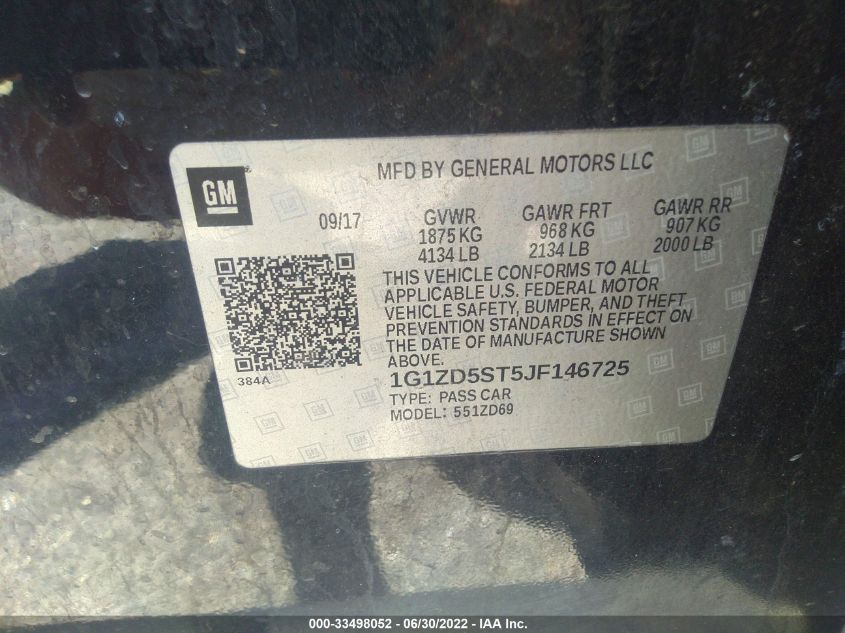 MFD BY GENERAL MOTORS LLC
GM
09/17
GVWR GAWR FRT GAWR RR
1875 KG 968 KG 907 KG
4134 LB 2134 LB 2000 LB
THIS VEHICLE CONFORMS TO ALL
APPLICABLE U.S. FEDERAL MOTOR
VEHICLE SAFETY, BUMPER, AND THEFT
PREVENTION STANDARDS IN EFFECT ON
THE DATE OF MANUFACTURE SHOWN
ABOVE.
384A
1G1ZD5ST5JF146725
TYPE: PASS CAR
MODEL: 551ZD69
000-33498052 - 06/30/2022 - IAA Inc.